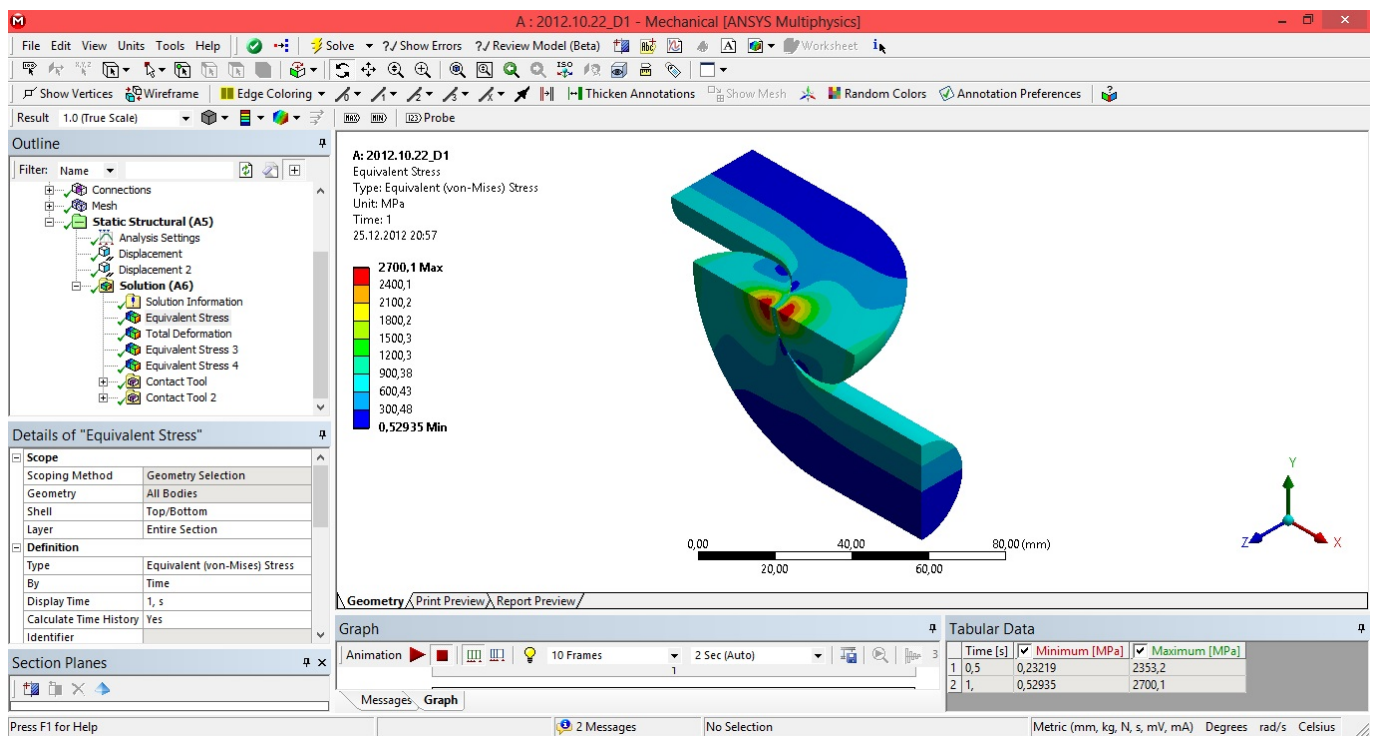 A : 2012.10.22_D1 - Mechanical [ANSYS Multiphysics]
File Edit View Units Tools Help Solve ?/ Show Errors ?/ Review Model (Beta) Worksheet
Show Vertices Wireframe Edge Coloring Thicken Annotations Show Mesh Random Colors Annotation Preferences
Result 1.0 (True Scale) MAX MIN 123 Probe
Outline
Filter: Name
Connections
Mesh
Static Structural (A5)
Analysis Settings
Displacement
Displacement 2
Solution (A6)
Solution Information
Equivalent Stress
Total Deformation
Equivalent Stress 3
Equivalent Stress 4
Contact Tool
Contact Tool 2
Details of "Equivalent Stress"
Scope
Scoping Method Geometry Selection
Geometry All Bodies
Shell Top/Bottom
Layer Entire Section
Definition
Type Equivalent (von-Mises) Stress
By Time
Display Time 1, s
Calculate Time History Yes
Identifier
Section Planes
A: 2012.10.22_D1
Equivalent Stress
Type: Equivalent (von-Mises) Stress
Unit: MPa
Time: 1
25.12.2012 20:57
2700,1 Max
2400,1
2100,2
1800,2
1500,3
1200,3
900,38
600,43
300,48
0,52935 Min
0,00 40,00 80,00 (mm)
20,00 60,00
Y
Z X
Geometry Print Preview Report Preview
Graph
Animation 10 Frames 2 Sec (Auto) 3
1
Messages Graph
Tabular Data
Time [s] Minimum [MPa] Maximum [MPa]
1 0,5 0,23219 2353,2
2 1, 0,52935 2700,1
Press F1 for Help 2 Messages No Selection Metric (mm, kg, N, s, mV, mA) Degrees rad/s Celsius